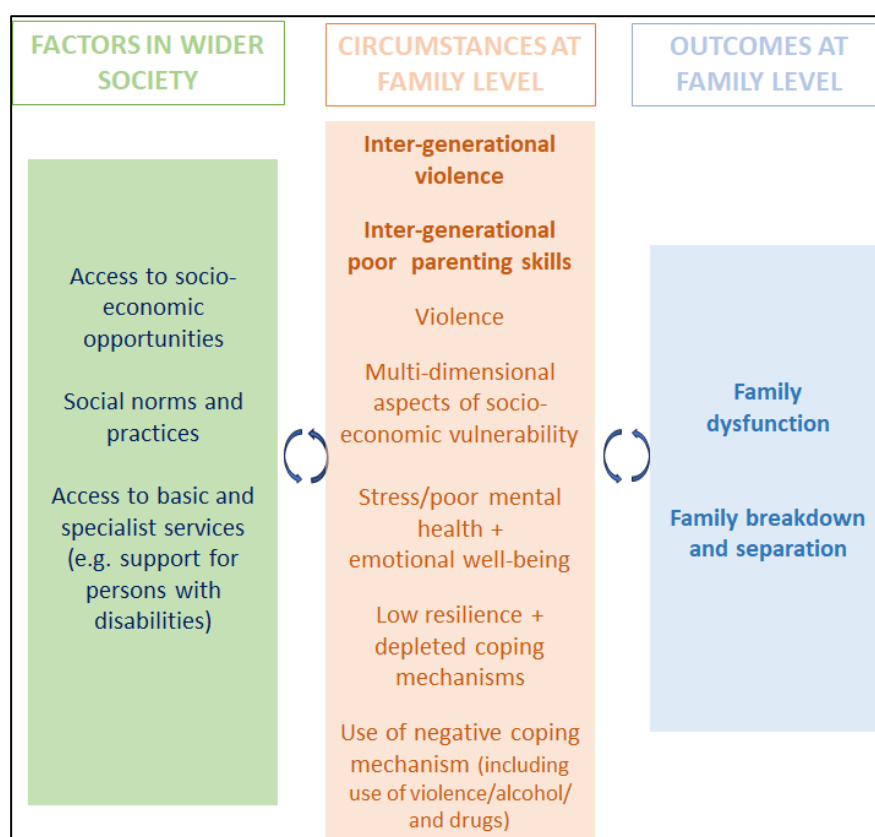 FACTORS IN WIDER
SOCIETY
Access to socio-
economic
opportunities
Social norms and
practices
Access to basic and
specialist services
(e.g. support for
persons with
disabilities)
CIRCUMSTANCES AT
FAMILY LEVEL
Inter-generational
violence
Inter-generational
poor parenting skills
Violence
Multi-dimensional
aspects of socio-
economic vulnerability
Stress/poor mental
health +
emotional well-being
Low resilience +
depleted coping
mechanisms
Use of negative coping
mechanism (including
use of violence/alcohol/
and drugs)
OUTCOMES AT
FAMILY LEVEL
Family
dysfunction
Family breakdown
and separation